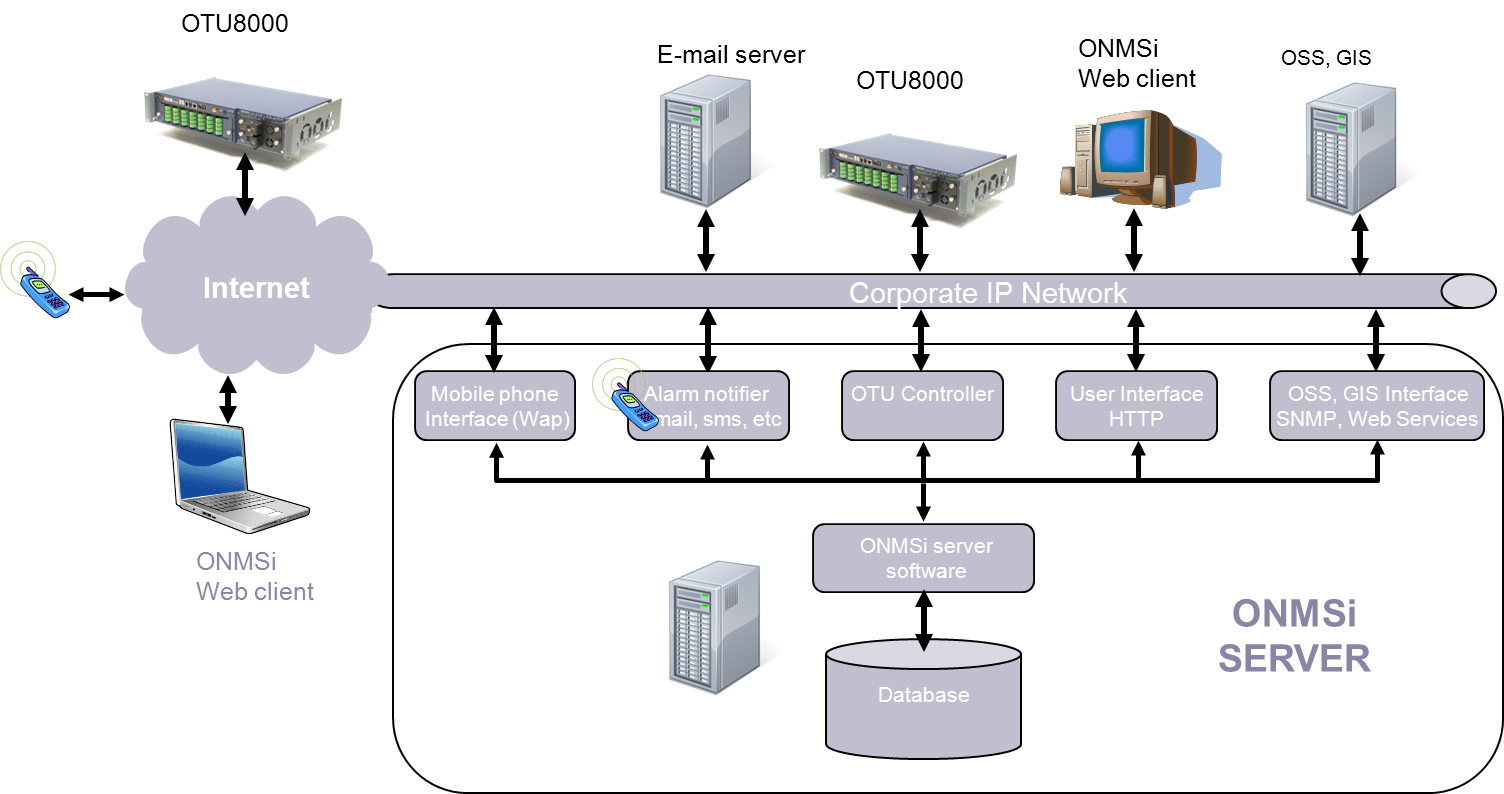 OTU8000
E-mail server
OTU8000
ONMSi
Web client
OSS, GIS
Internet
Corporate IP Network
Mobile phone
Interface (Wap)
Alarm notifier
mail, sms, etc
OTU Controller
User Interface
HTTP
OSS, GIS Interface
SNMP, Web Services
ONMSi
Web client
ONMSi server
software
ONMSi
SERVER
Database